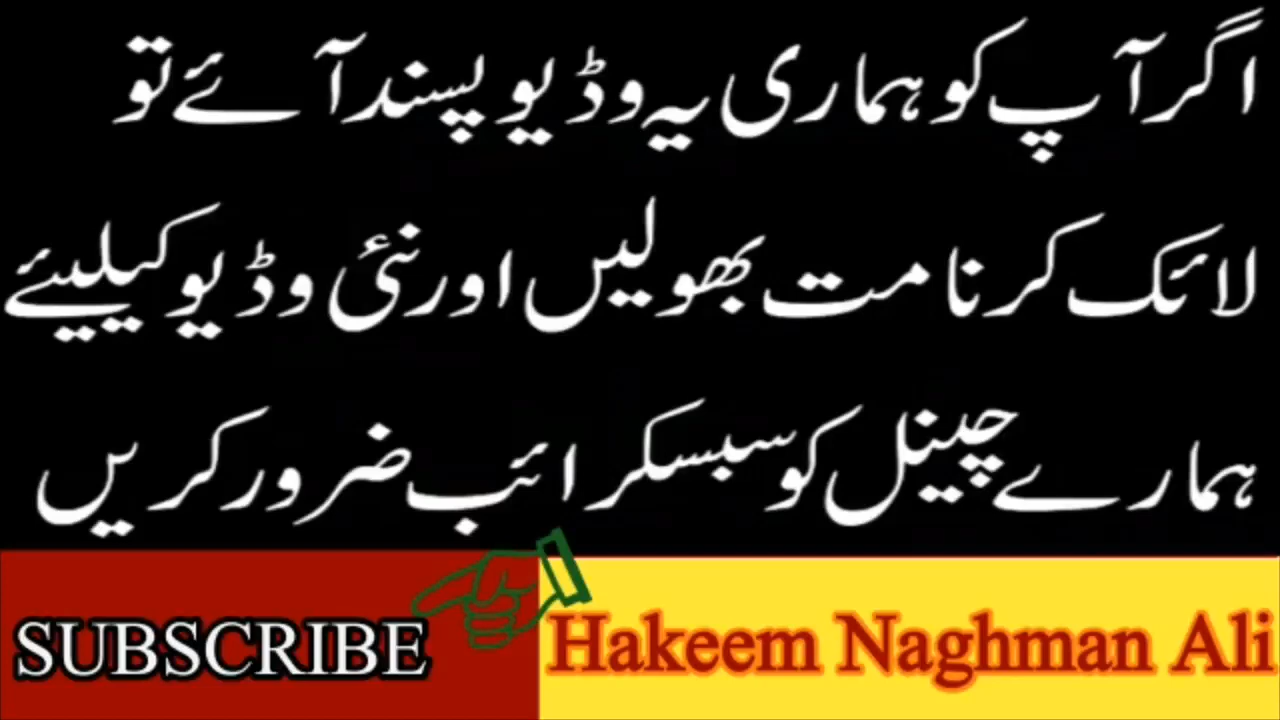 اگر آپ کو ہماری یہ وڈیو پسند آئے تو
لائک کرنا مت بھولیں اور نئی وڈیو کیلیئے
ہمارے چینل کو سبسکرائب ضرور کریں
SUBSCRIBE
Hakeem Naghman Ali